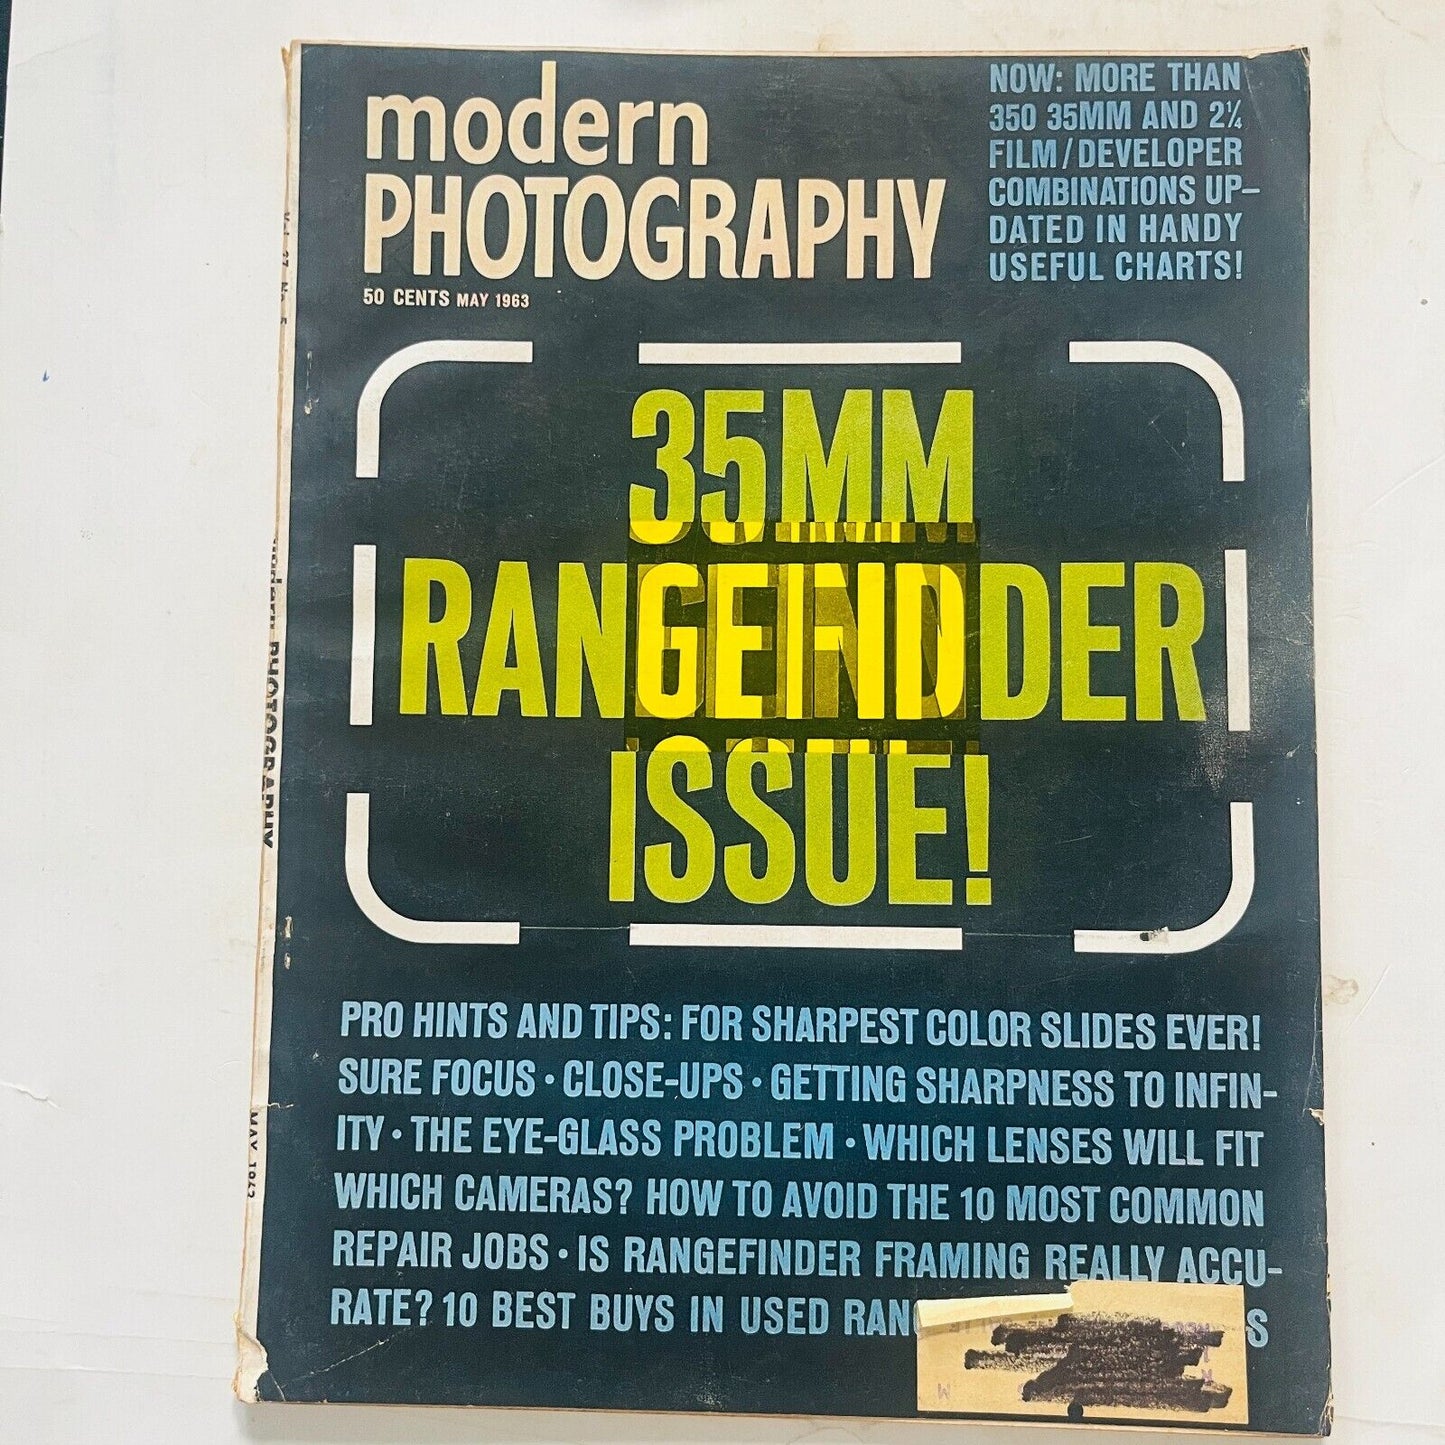 modern
PHOTOGRAPHY
50 CENTS MAY 1963
NOW: MORE THAN
350 35MM AND 2¼
FILM/DEVELOPER
COMBINATIONS UP-
DATED IN HANDY
USEFUL CHARTS!
35MM
RANGEFINDER
ISSUE!
PRO HINTS AND TIPS: FOR SHARPEST COLOR SLIDES EVER!
SURE FOCUS · CLOSE-UPS · GETTING SHARPNESS TO INFIN-
ITY · THE EYE-GLASS PROBLEM · WHICH LENSES WILL FIT
WHICH CAMERAS? HOW TO AVOID THE 10 MOST COMMON
REPAIR JOBS · IS RANGEFINDER FRAMING REALLY ACCU-
RATE? 10 BEST BUYS IN USED RAN S
PHOTOGRAPHY
MAY 1963